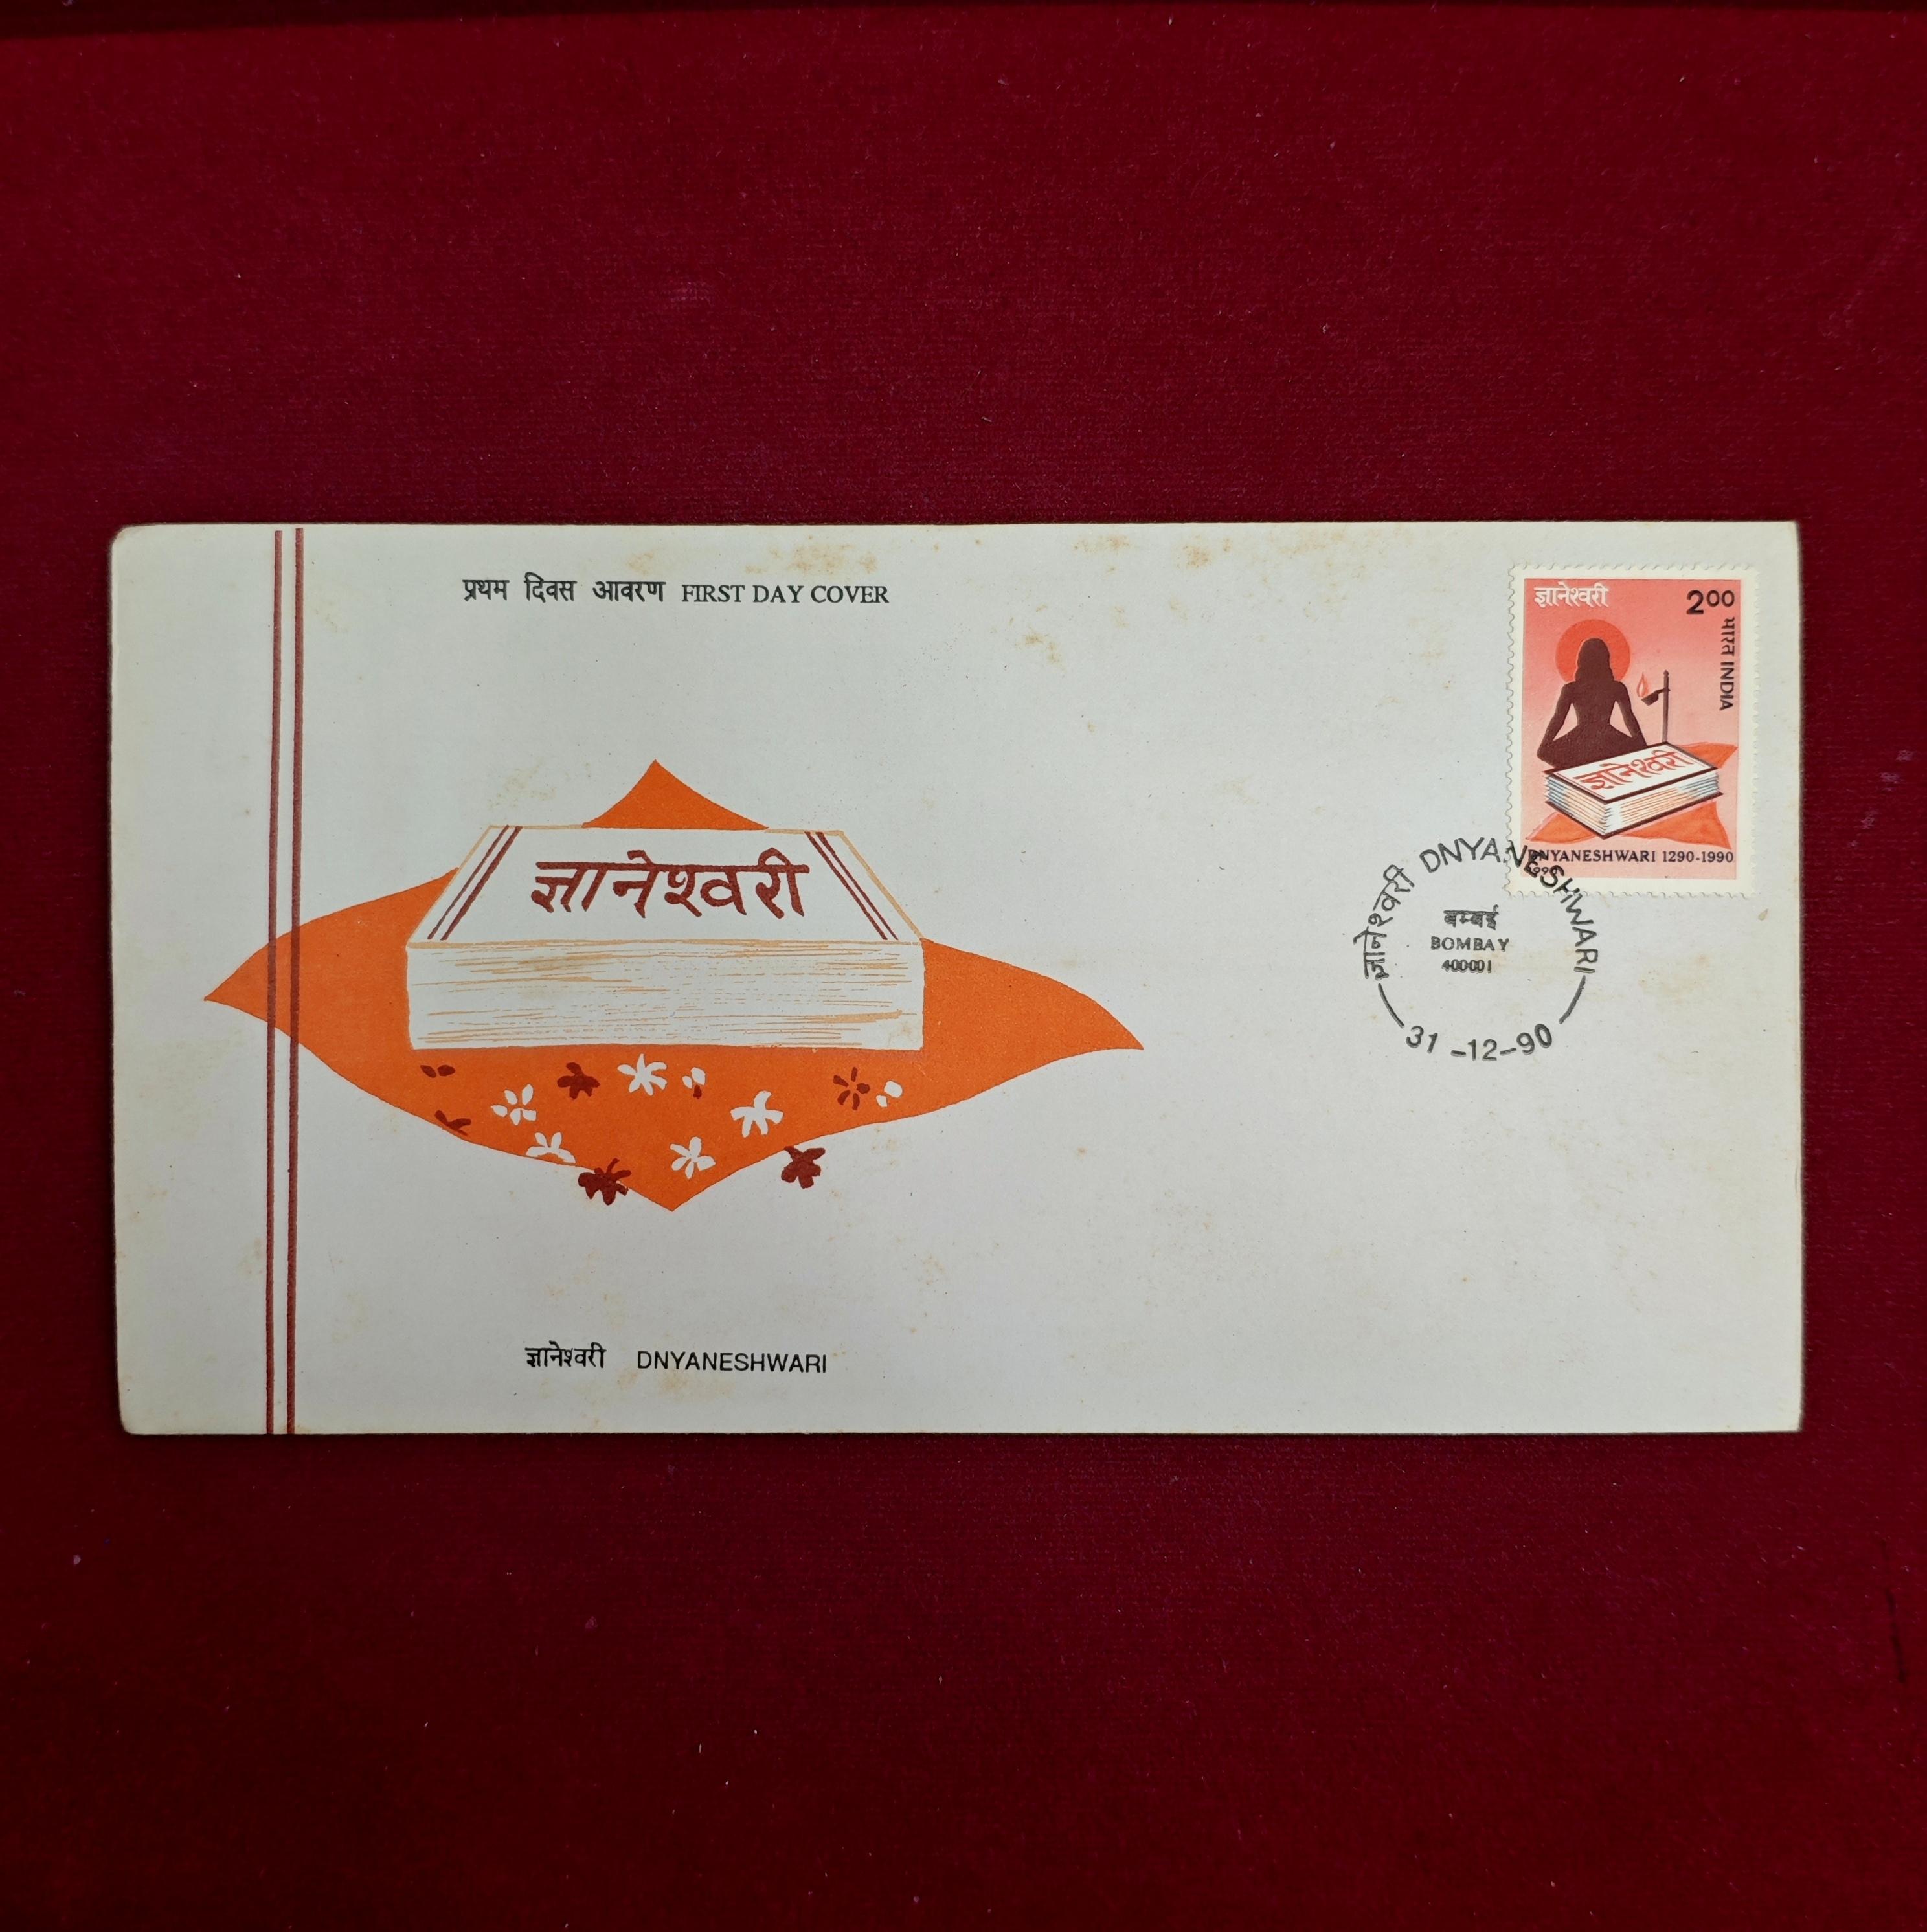 प्रथम दिवस आवरण FIRST DAY COVER
ज्ञानेश्वरी
2.00
भारत INDIA
ज्ञानेश्वरी
DNYANESHWARI 1290-1990
1990
ज्ञानेश्वरी
ज्ञानेश्वरी DNYANESHWARI
बम्बई
BOMBAY
400001
31-12-90
ज्ञानेश्वरी DNYANESHWARI